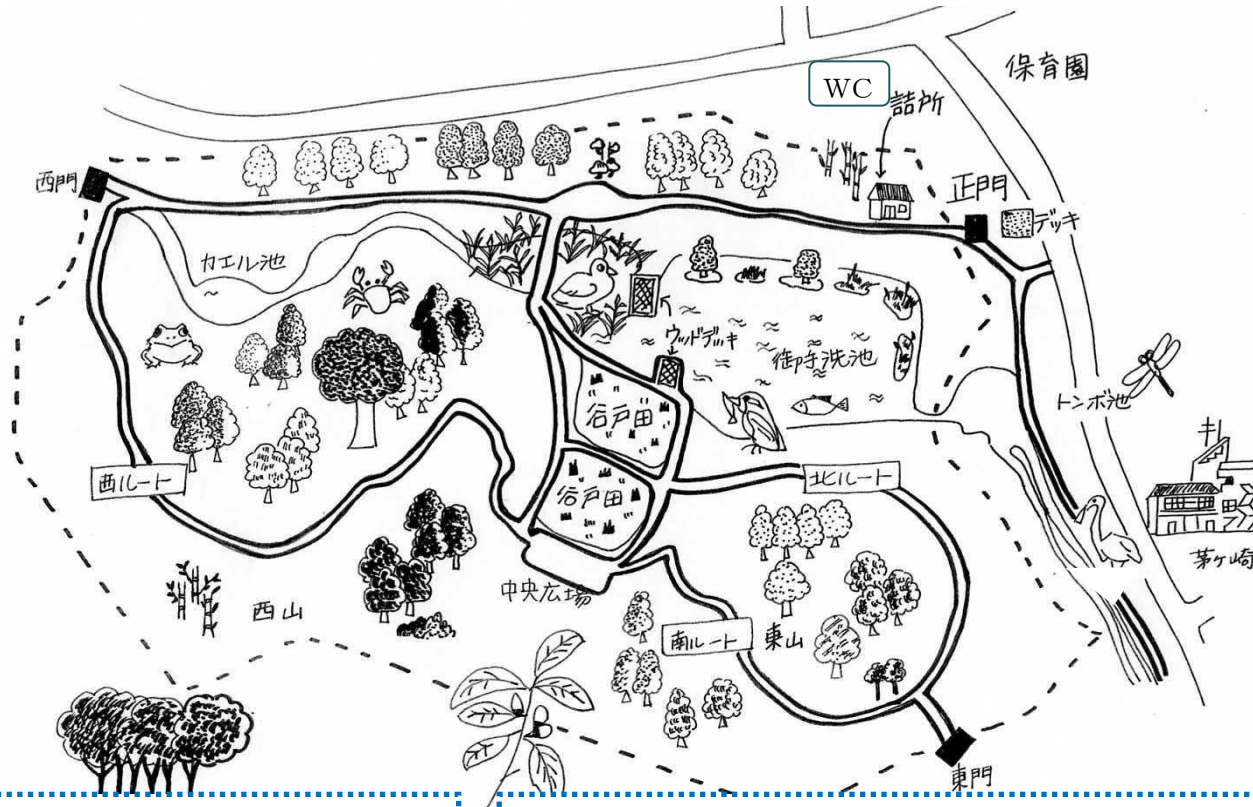 保育園
WC
詰所
西門
正門
デッキ
カエル池
ウッドデッキ
御手洗池
トンボ池
谷戸田
西ルート
北ルート
谷戸田
茅ヶ崎
中央広場
西山
南ルート
東山
東門